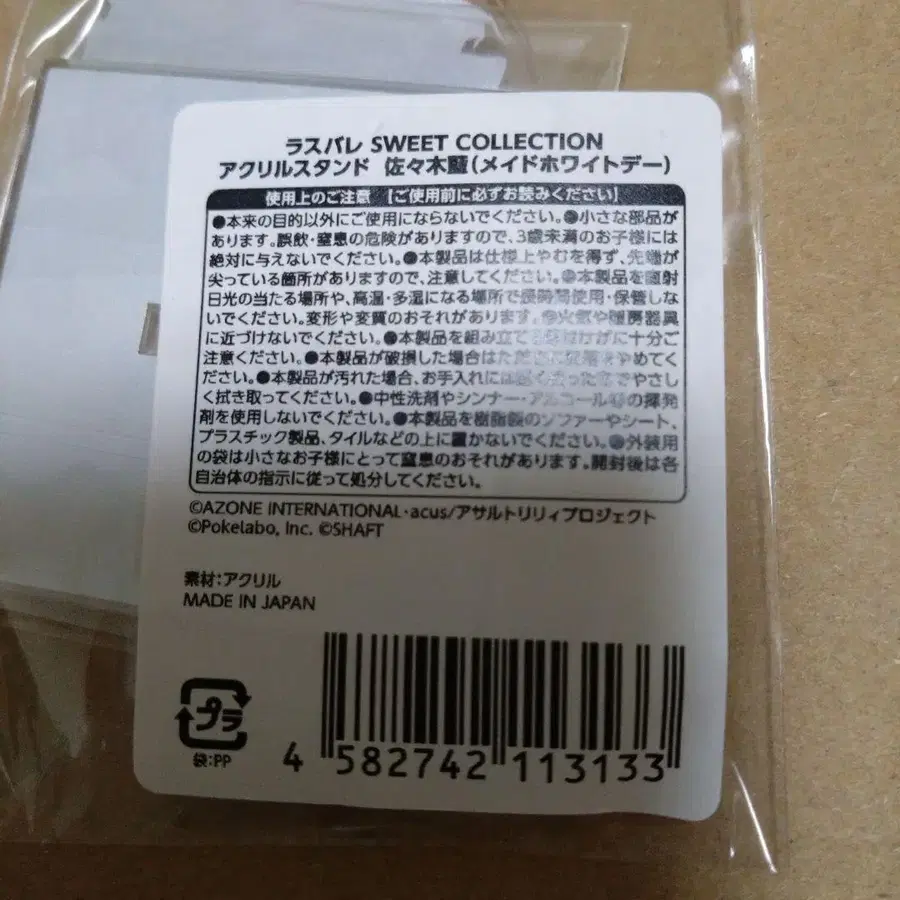 ラスバレ SWEET COLLECTION
アクリルスタンド 佐々木藍(メイドホワイトデー)
使用上のご注意 【ご使用前に必ずお読みください】
●本来の目的以外にご使用にならないでください。●小さな部品が
あります。誤飲・窒息の危険がありますので、3歳未満のお子様には
絶対に与えないでください。●本製品は仕様上やむを得ず、先端が
尖っている箇所がありますので、注意してください。●本製品を直射
日光の当たる場所や、高温・多湿になる場所で長時間使用・保管しな
いでください。変形や変質のおそれがあります。●火気や暖房器具
に近づけないでください。●本製品を組み立てる際はけがに十分ご
注意ください。●本製品が破損した場合はただちに使用をやめてく
ださい。●本製品が汚れた場合、お手入れには固くしぼった布でやさし
く拭き取ってください。●中性洗剤やシンナー・アルコール等の揮発
剤を使用しないでください。●本製品を樹脂製のソファーやシート、
プラスチック製品、タイルなどの上に置かないでください。●外装用
の袋は小さなお子様にとって窒息のおそれがあります。開封後は各
自治体の指示に従って処分してください。
©AZONE INTERNATIONAL・acus/アサルトリリィプロジェクト
©Pokelabo, Inc. ©SHAFT
素材:アクリル
MADE IN JAPAN
プラ
袋:PP
4 582742 113133